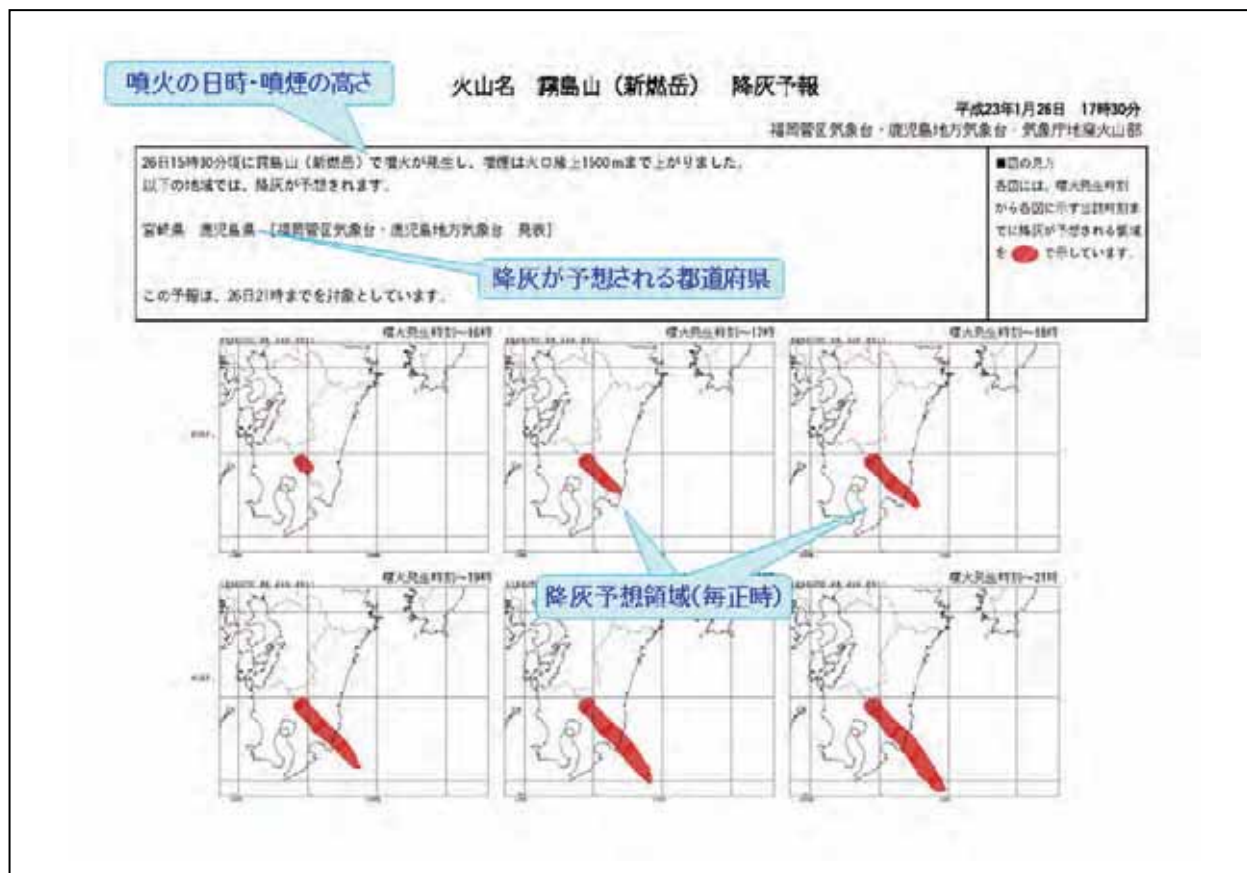 噴火の日時・噴煙の高さ
火山名 霧島山（新燃岳） 降灰予報
平成23年1月26日 17時30分
福岡管区気象台・鹿児島地方気象台・気象庁地震火山部
26日15時30分頃に霧島山（新燃岳）で噴火が発生し、噴煙は火口縁上1500mまで上がりました。
以下の地域では、降灰が予想されます。
宮崎県 鹿児島県 [福岡管区気象台・鹿児島地方気象台 発表]
降灰が予想される都道府県
この予報は、26日21時までを対象としています。
■図の見方
各図には、噴火発生時刻
から各図に示す当該時刻ま
でに降灰が予想される領域
を で示しています。
噴火発生時刻〜16時
噴火発生時刻〜17時
噴火発生時刻〜18時
噴火発生時刻〜19時
降灰予想領域(毎正時)
噴火発生時刻〜21時